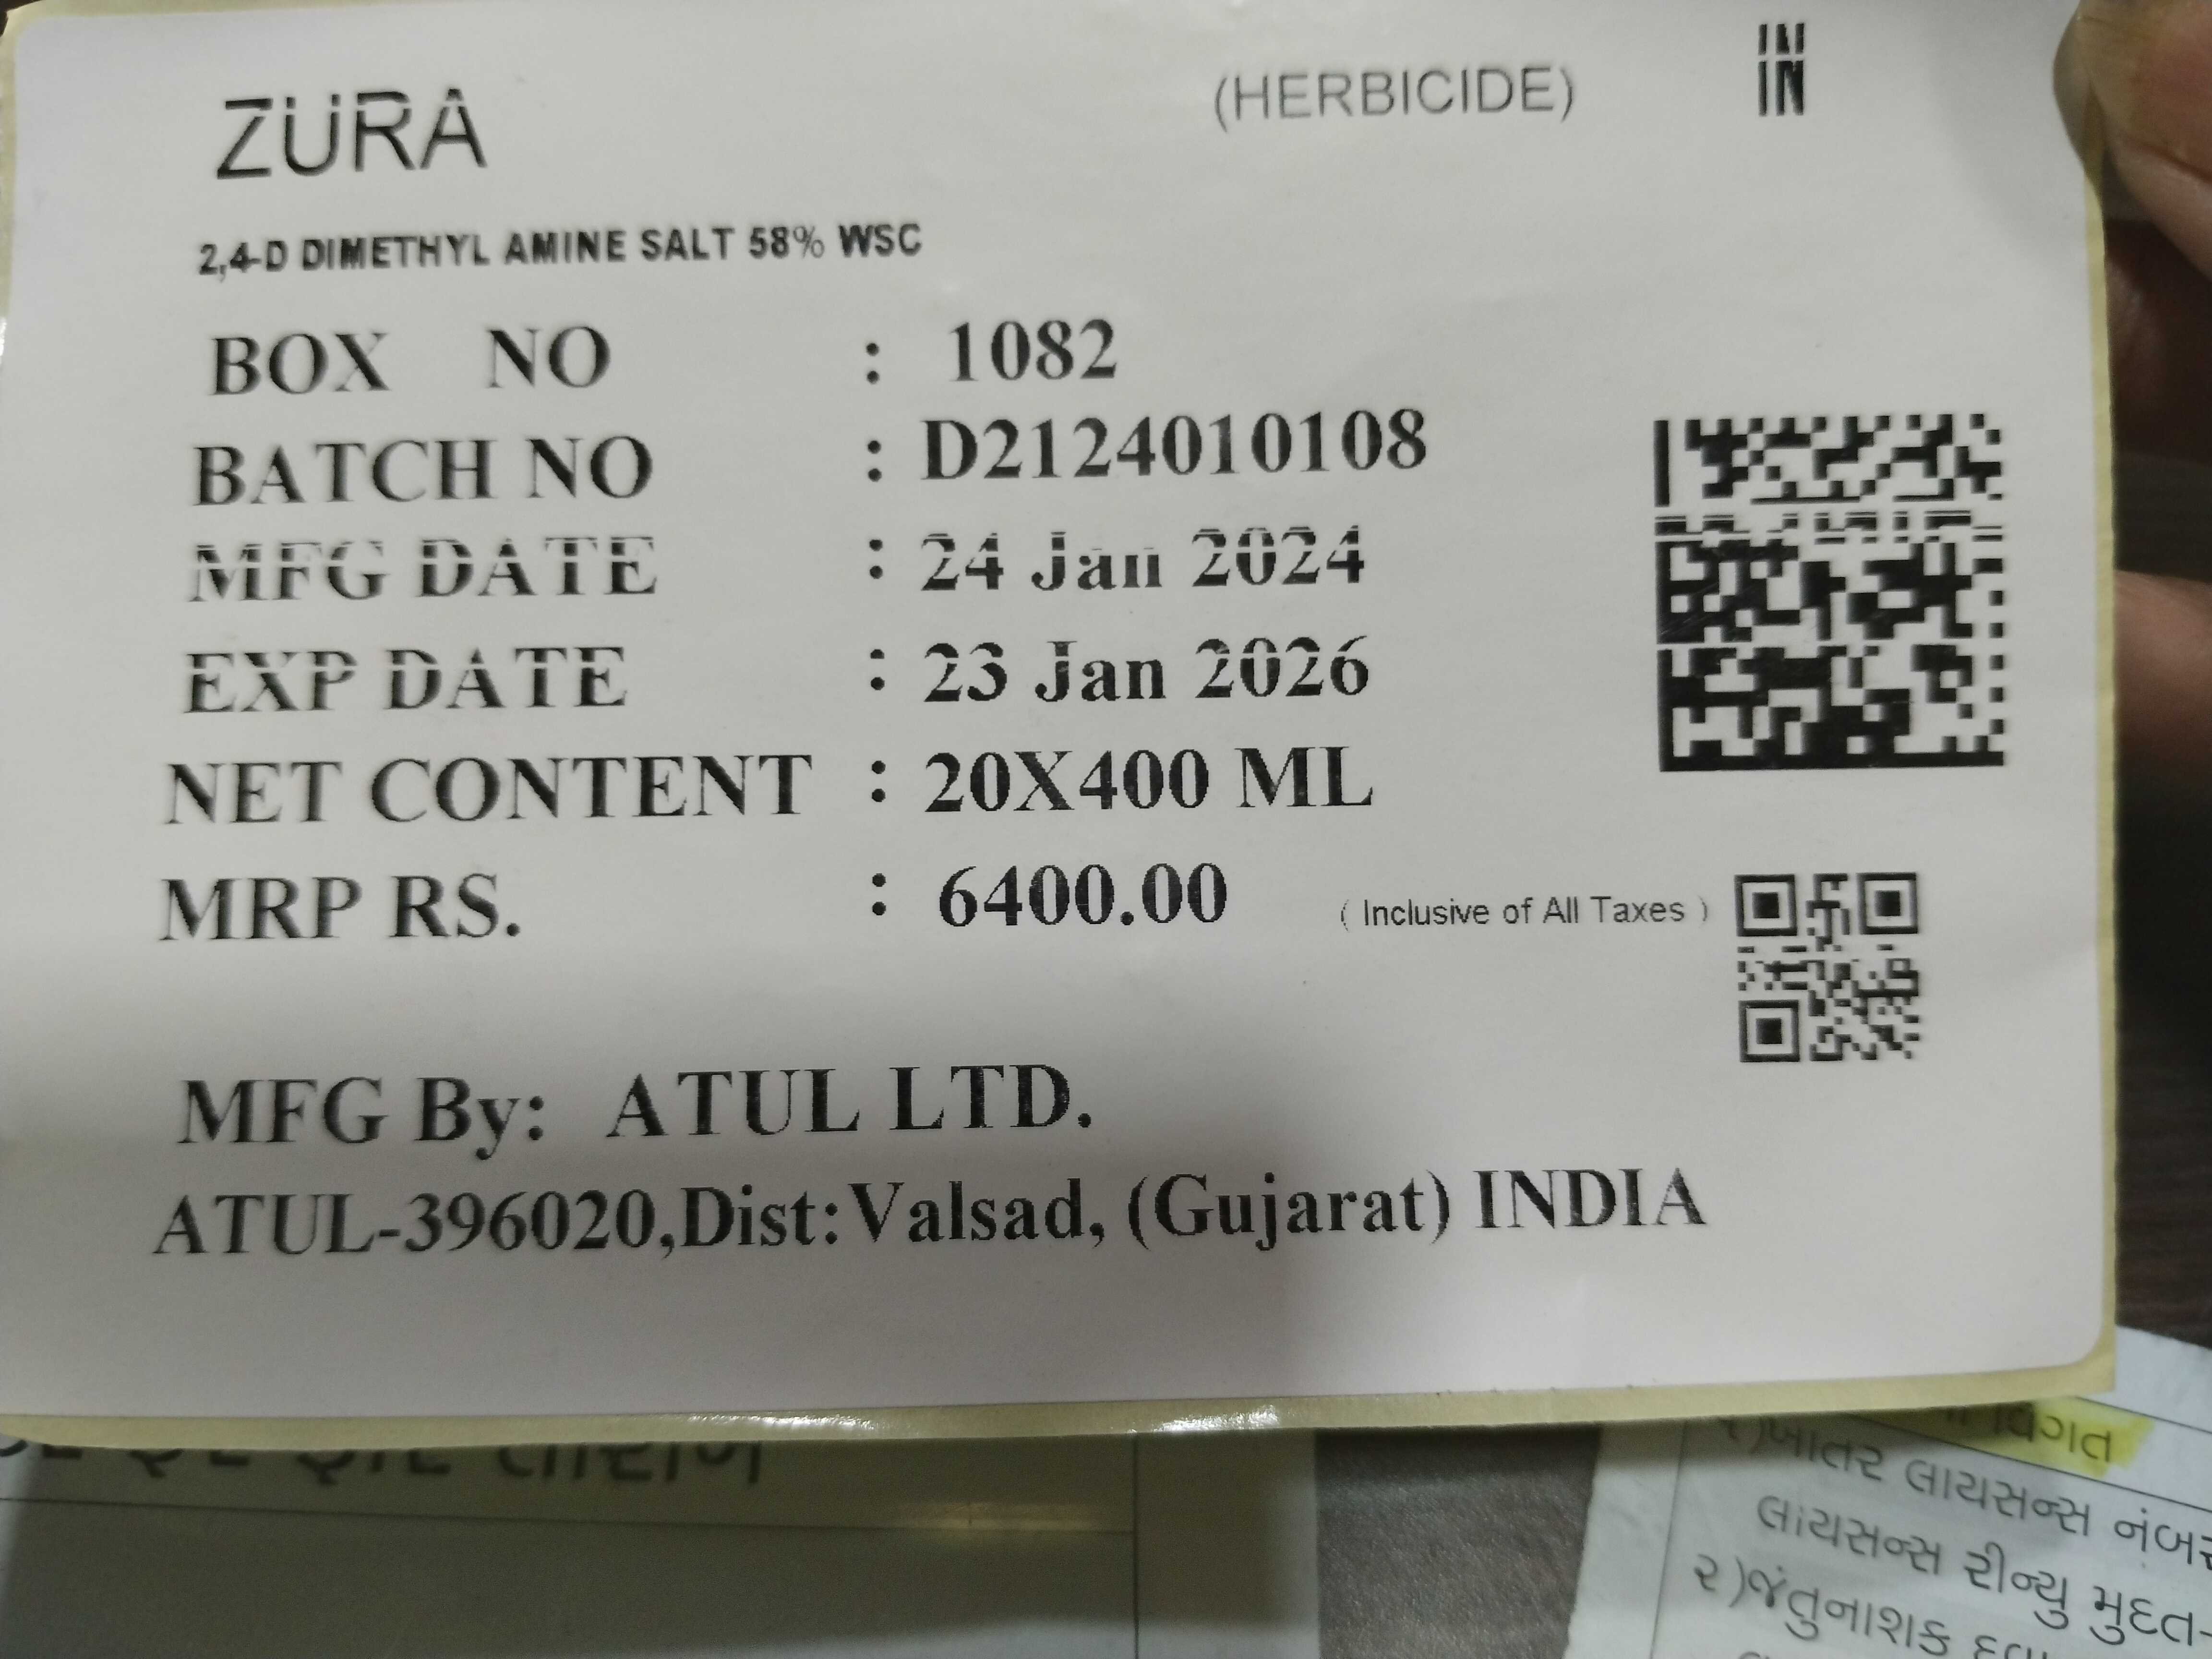 ZURA (HERBICIDE) IN
2,4-D DIMETHYL AMINE SALT 58% WSC
BOX NO : 1082
BATCH NO : D2124010108
MFG DATE : 24 Jan 2024
EXP DATE : 23 Jan 2026
NET CONTENT : 20X400 ML
MRP RS. : 6400.00 ( Inclusive of All Taxes )
MFG By: ATUL LTD.
ATUL-396020,Dist:Valsad, (Gujarat) INDIA
વિગત
૧)ખાતર લાયસન્સ નંબર
લાયસન્સ રીન્યુ મુદત-
૨)જંતુનાશક